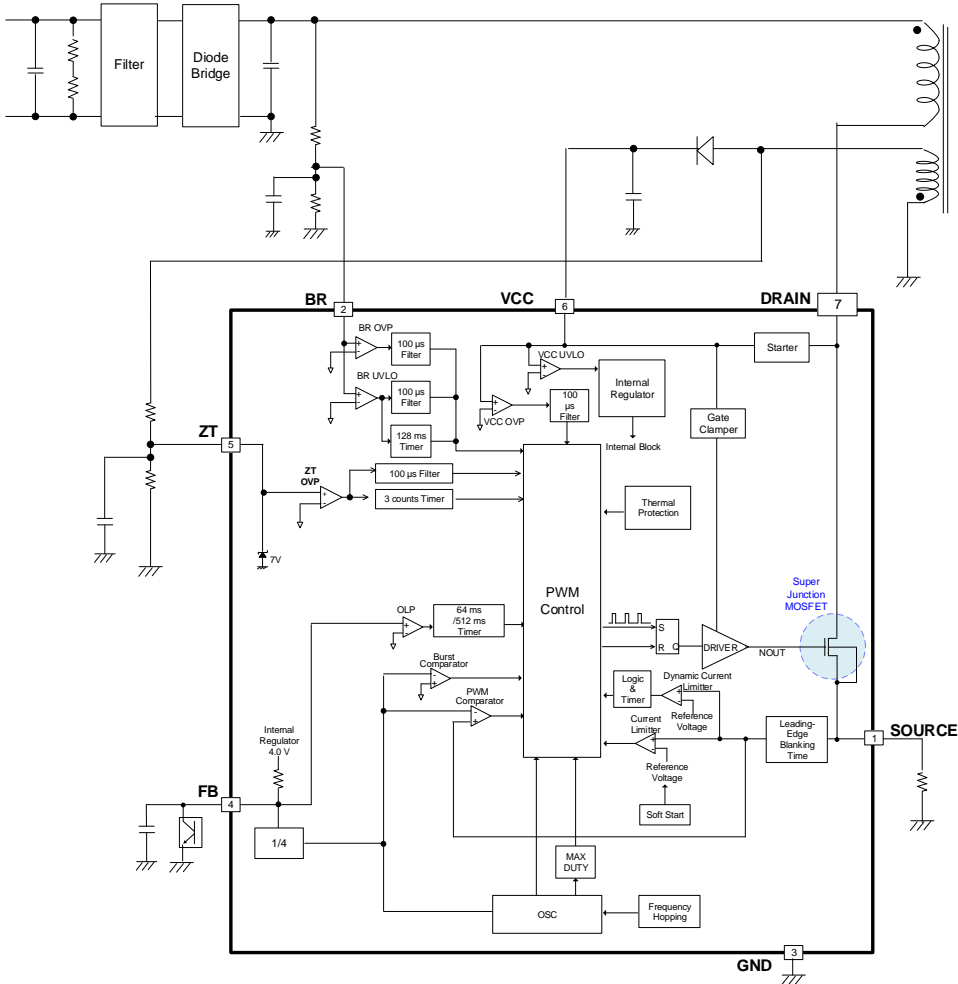 Filter
Diode
Bridge
BR
VCC
DRAIN
2
6
7
BR OVP
100 µs
Filter
BR UVLO
100 µs
Filter
128 ms
Timer
VCC UVLO
VCC OVP
100
µs
Filter
Internal
Regulator
Internal Block
Starter
Gate
Clamper
ZT
5
ZT
OVP
100 µs Filter
3 counts Timer
7V
Thermal
Protection
PWM
Control
Super
Junction
MOSFET
OLP
64 ms
/512 ms
Timer
S
R
Q
DRIVER
NOUT
Burst
Comparator
PWM
Comparator
Logic
&
Timer
Dynamic Current
Limitter
Reference
Voltage
Current
Limitter
Reference
Voltage
Leading-
Edge
Blanking
Time
1
SOURCE
Internal
Regulator
4.0 V
FB
4
1/4
Soft Start
MAX
DUTY
OSC
Frequency
Hopping
GND
3